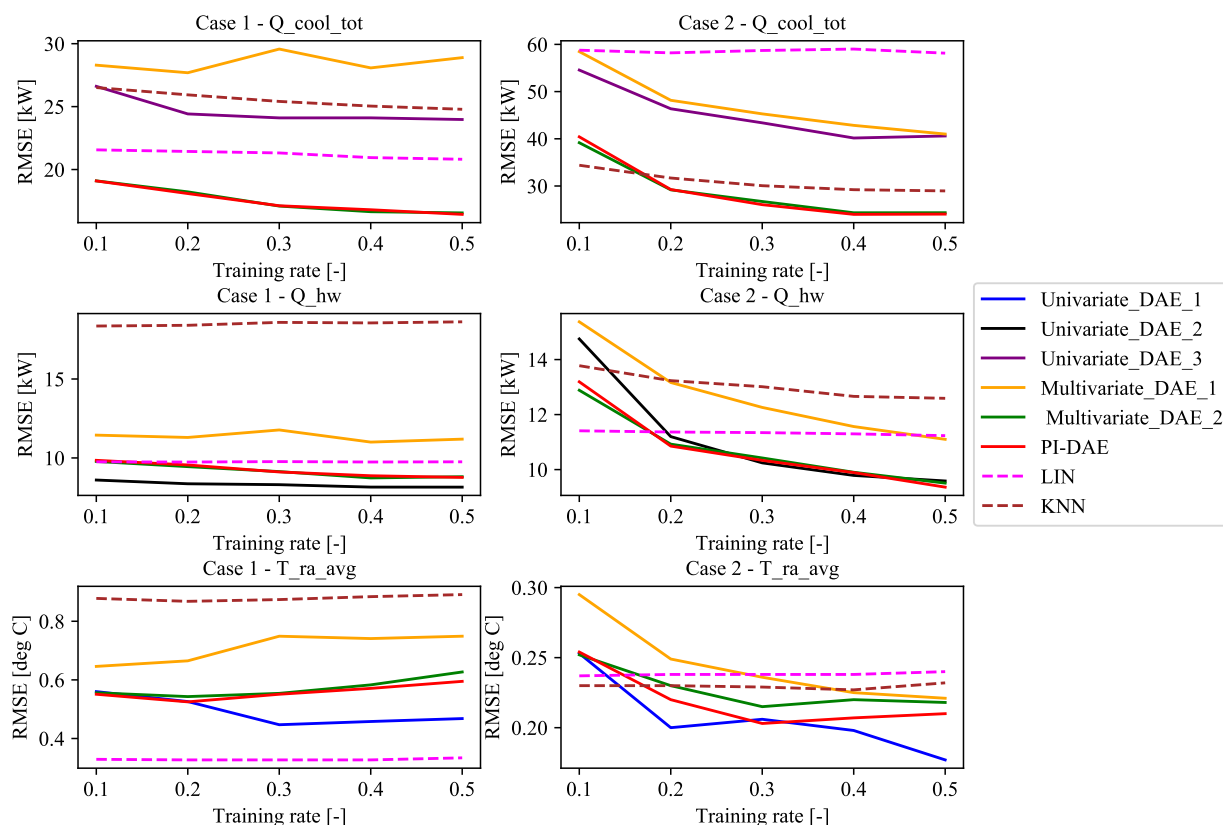 Case 1 - Q_cool_tot
RMSE [kW]
30
25
20
0.1 0.2 0.3 0.4 0.5
Training rate [-]
Case 2 - Q_cool_tot
RMSE [kW]
60
50
40
30
0.1 0.2 0.3 0.4 0.5
Training rate [-]
Case 1 - Q_hw
RMSE [kW]
15
10
0.1 0.2 0.3 0.4 0.5
Training rate [-]
Case 2 - Q_hw
RMSE [kW]
14
12
10
0.1 0.2 0.3 0.4 0.5
Training rate [-]
Univariate_DAE_1
Univariate_DAE_2
Univariate_DAE_3
Multivariate_DAE_1
Multivariate_DAE_2
PI-DAE
LIN
KNN
Case 1 - T_ra_avg
RMSE [deg C]
0.8
0.6
0.4
0.1 0.2 0.3 0.4 0.5
Training rate [-]
Case 2 - T_ra_avg
RMSE [deg C]
0.30
0.25
0.20
0.1 0.2 0.3 0.4 0.5
Training rate [-]